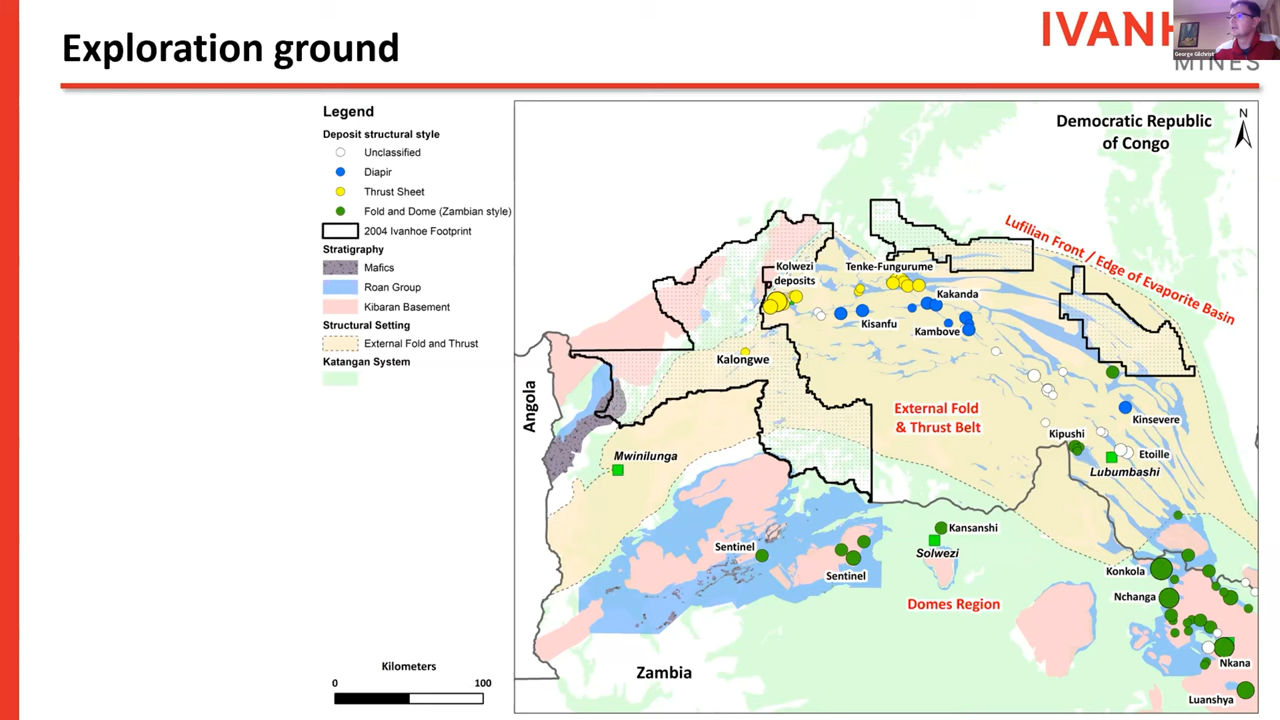 Exploration ground
MINES
George Gilchrist
Legend
Deposit structural style
Unclassified
Diapir
Thrust Sheet
Fold and Dome (Zambian style)
2004 Ivanhoe Footprint
Stratigraphy
Mafics
Roan Group
Kibaran Basement
Structural Setting
External Fold and Thrust
Katangan System
Kilometers
0 100
Democratic Republic
of Congo
N
Lufilian Front / Edge of Evaporite Basin
Kolwezi
deposits
Tenke-Fungurume
Kakanda
Kisanfu
Kambove
Kalongwe
Angola
External Fold
& Thrust Belt
Kinsevere
Kipushi
Etoille
Lubumbashi
Mwinilunga
Kansanshi
Sentinel
Solwezi
Sentinel
Konkola
Nchanga
Domes Region
Nkana
Zambia
Luanshya